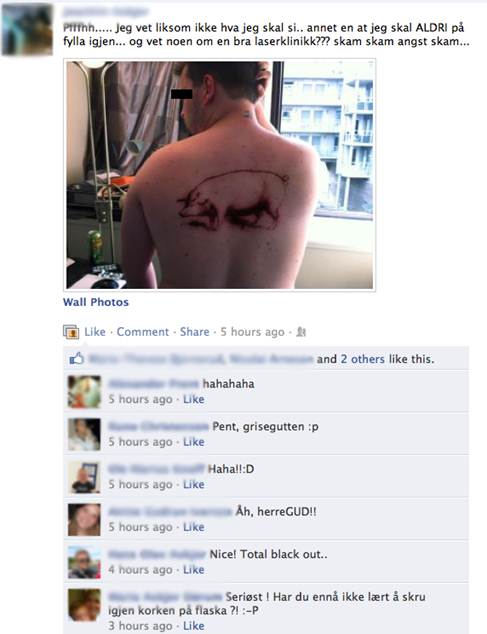 Pffffhh..... Jeg vet liksom ikke hva jeg skal si.. annet en at jeg skal ALDRI på
fylla igjen... og vet noen om en bra laserklinikk??? skam skam angst skam...
Wall Photos
Like · Comment · Share · 5 hours ago ·
and 2 others like this.
hahahaha
5 hours ago · Like
Pent, grisegutten :p
5 hours ago · Like
Haha!!:D
5 hours ago · Like
Åh, herreGUD!!
5 hours ago · Like
Nice! Total black out..
4 hours ago · Like
Seriøst ! Har du ennå ikke lært å skru
igjen korken på flaska ?! :-P
3 hours ago · Like